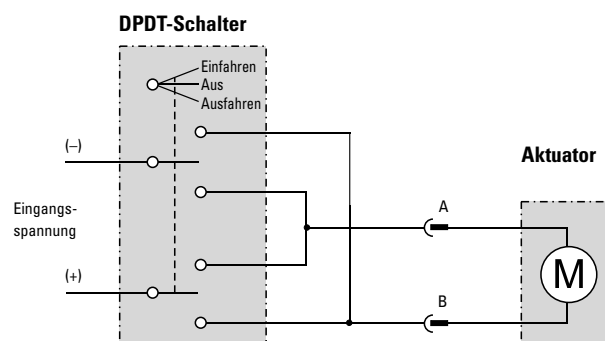 DPDT-Schalter
Einfahren
Aus
Ausfahren
(–)
Aktuator
Eingangs-
spannung
A
M
(+)
B